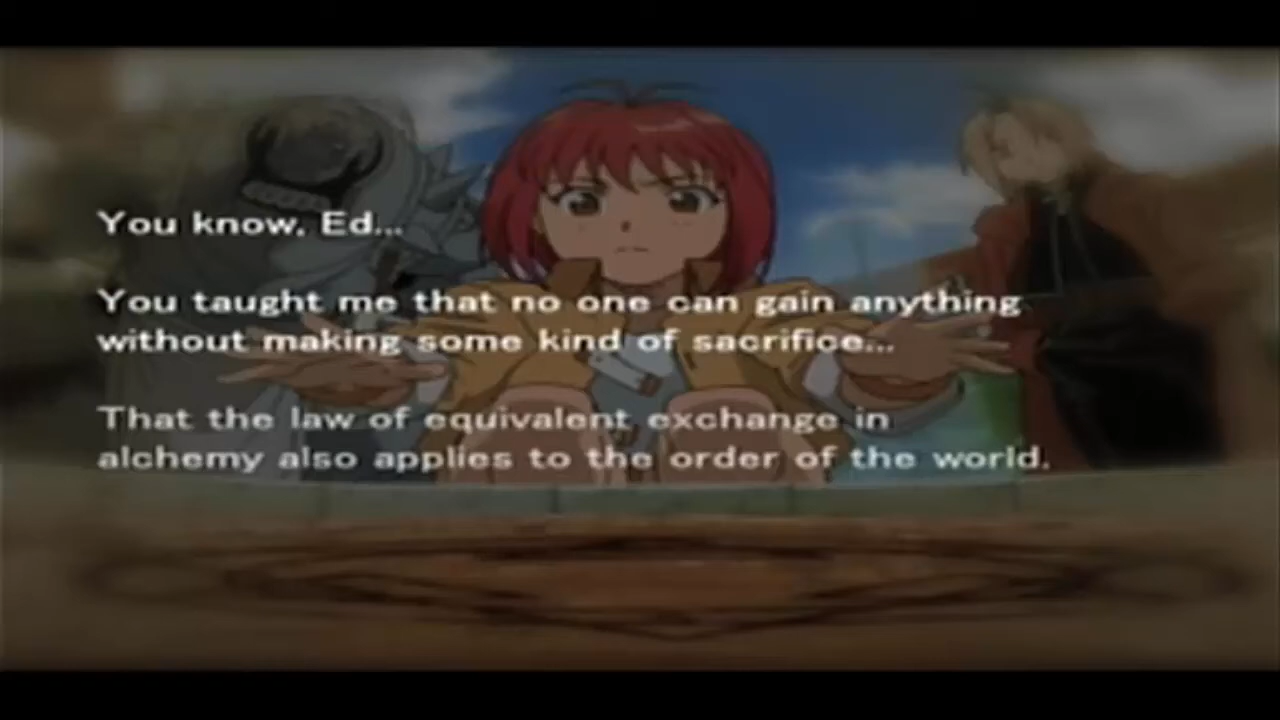 You know, Ed...
You taught me that no one can gain anything
without making some kind of sacrifice...
That the law of equivalent exchange in
alchemy also applies to the order of the world.